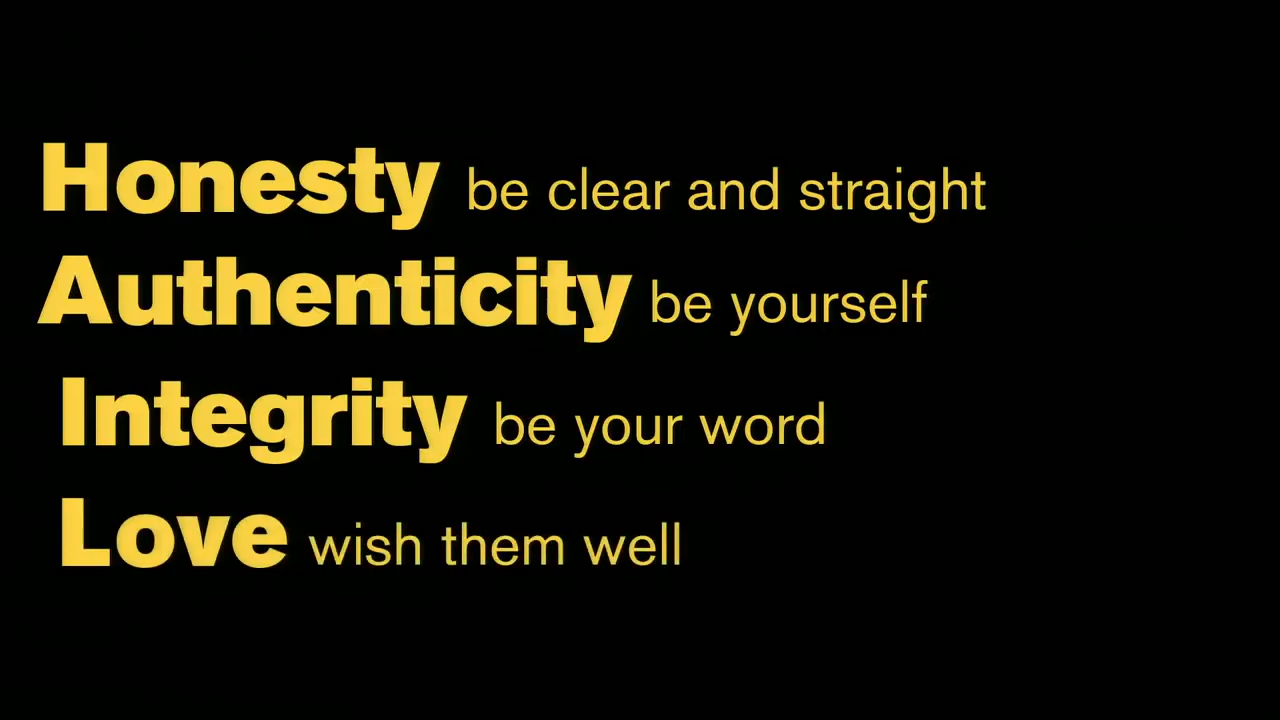 Honesty be clear and straight
Authenticity be yourself
Integrity be your word
Love wish them well